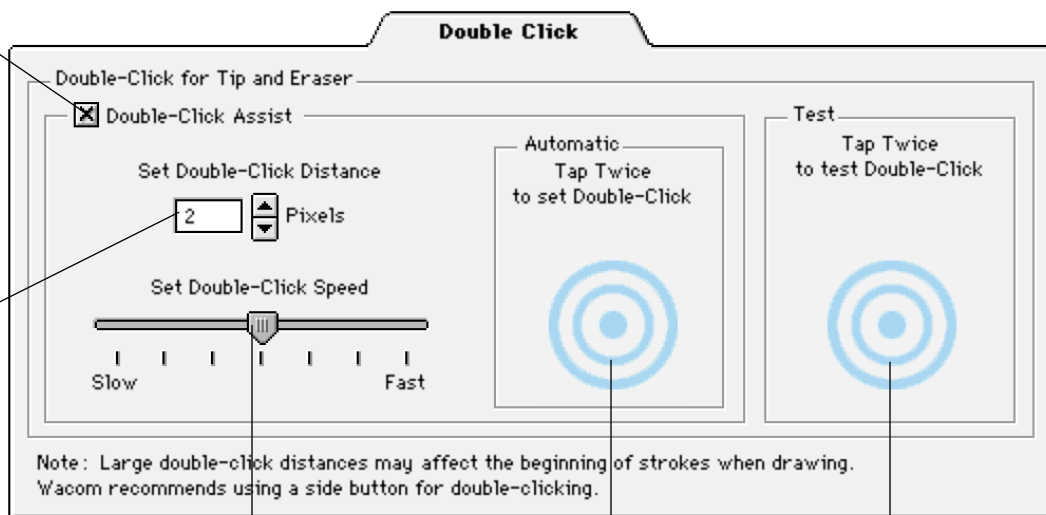 Double Click
Double-Click for Tip and Eraser
Double-Click Assist
Set Double-Click Distance
2 Pixels
Set Double-Click Speed
Slow Fast
Automatic
Tap Twice
to set Double-Click
Test
Tap Twice
to test Double-Click
Note: Large double-click distances may affect the beginning of strokes when drawing.
Wacom recommends using a side button for double-clicking.